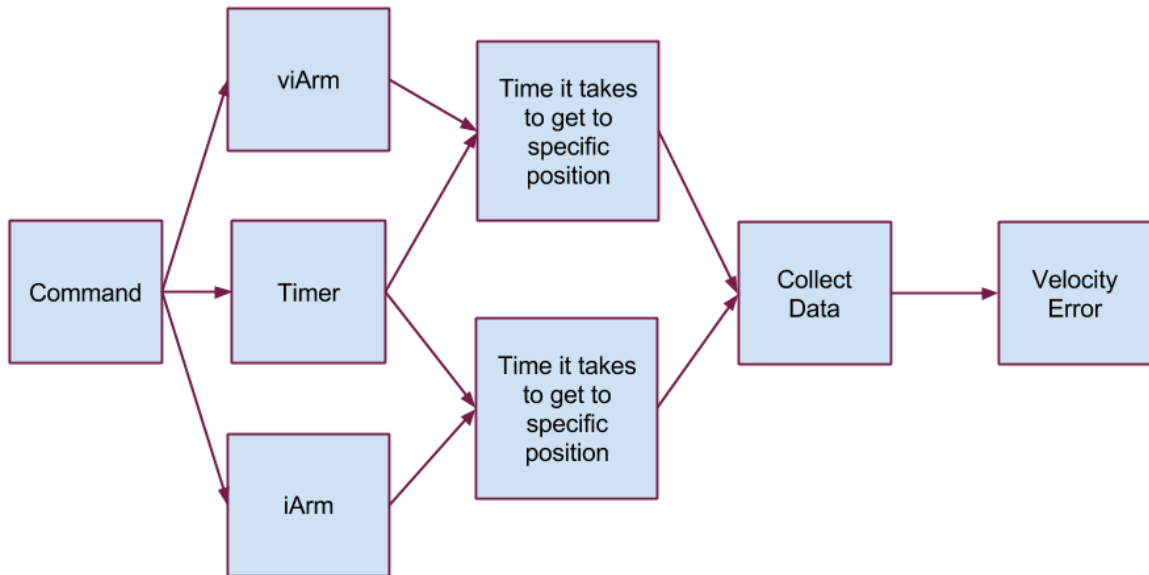 viArm
Time it takes
to get to
specific
position
Command
Timer
Collect
Data
Velocity
Error
Time it takes
to get to
specific
position
iArm